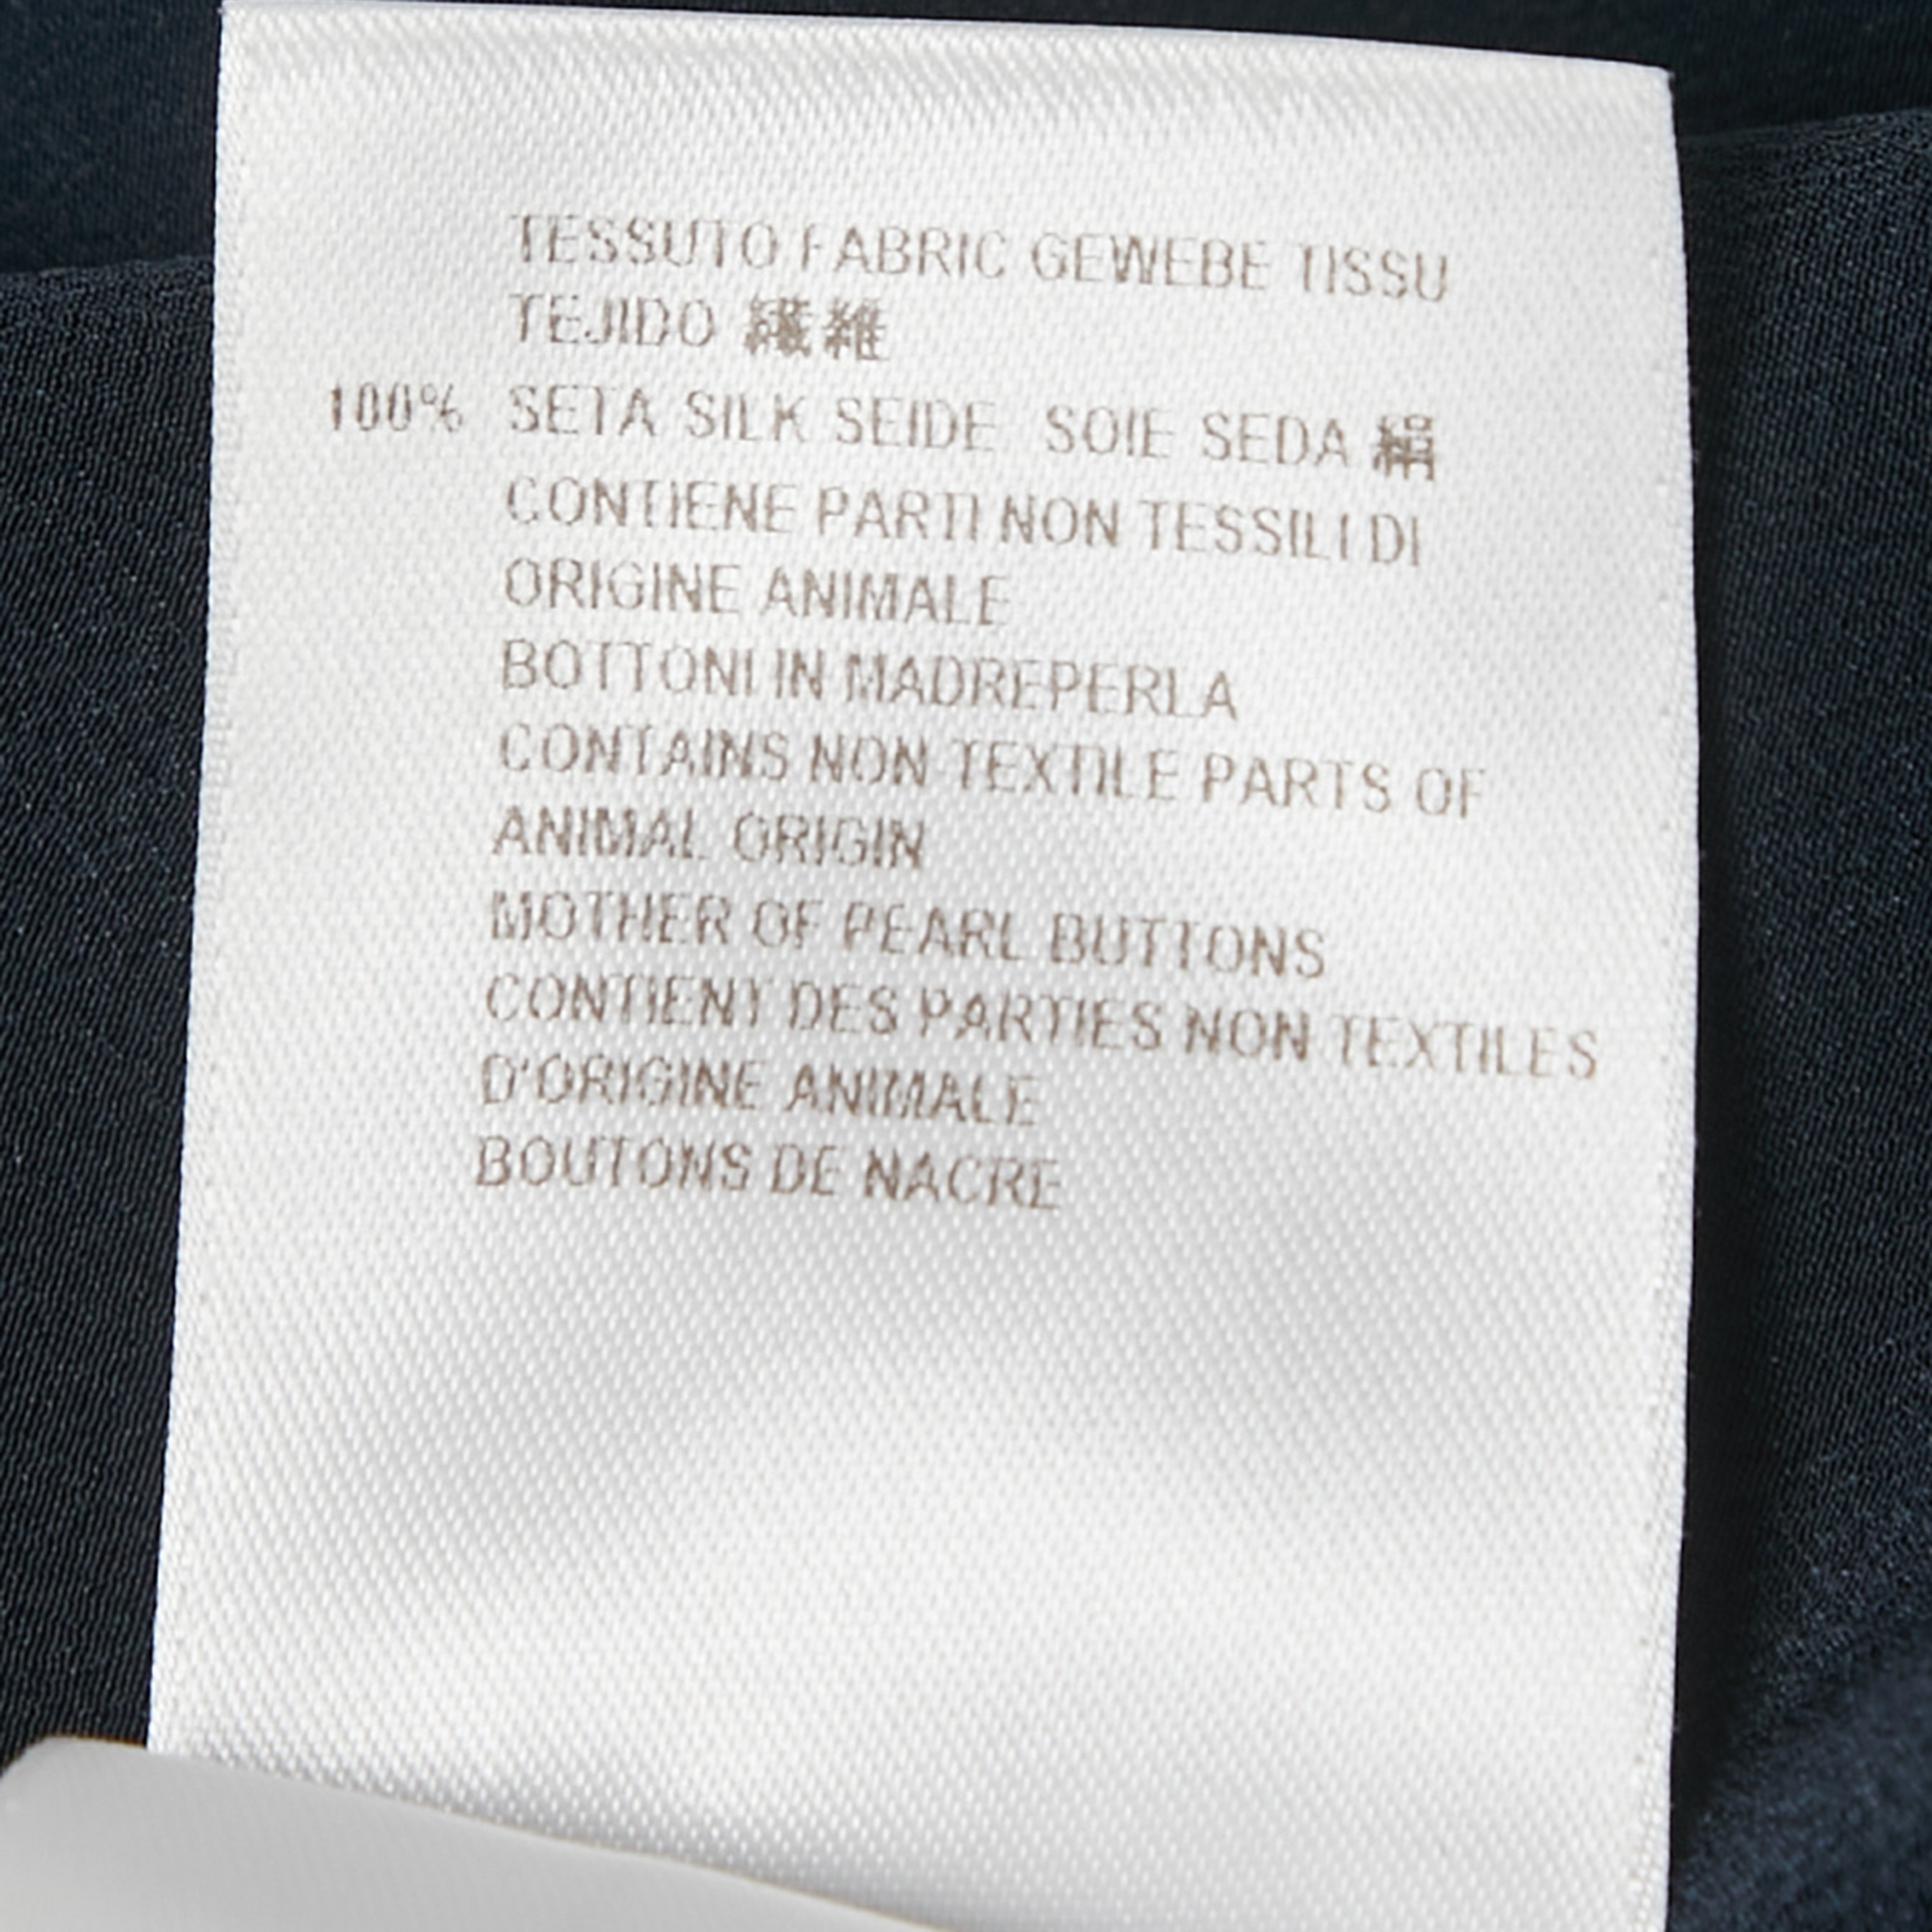 TESSUTO FABRIC GEWEBE TISSU
TEJIDO 繊維
100% SETA SILK SEIDE SOIE SEDA 絹
CONTIENE PARTI NON TESSILI DI
ORIGINE ANIMALE
BOTTONI IN MADREPERLA
CONTAINS NON TEXTILE PARTS OF
ANIMAL ORIGIN
MOTHER OF PEARL BUTTONS
CONTIENT DES PARTIES NON TEXTILES
D'ORIGINE ANIMALE
BOUTONS DE NACRE